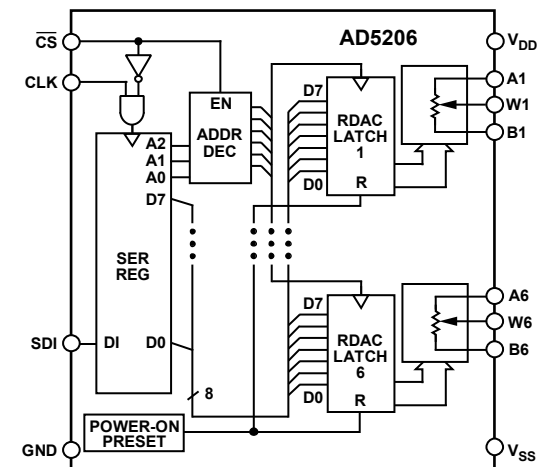 AD5206
CS
VDD
CLK
A1
W1
B1
EN
ADDR
DEC
A2
A1
A0
D7
D7
RDAC
LATCH
1
D0
R
SER
REG
SDI
DI
D0
8
D7
RDAC
LATCH
6
D0
R
A6
W6
B6
POWER-ON
PRESET
GND
VSS